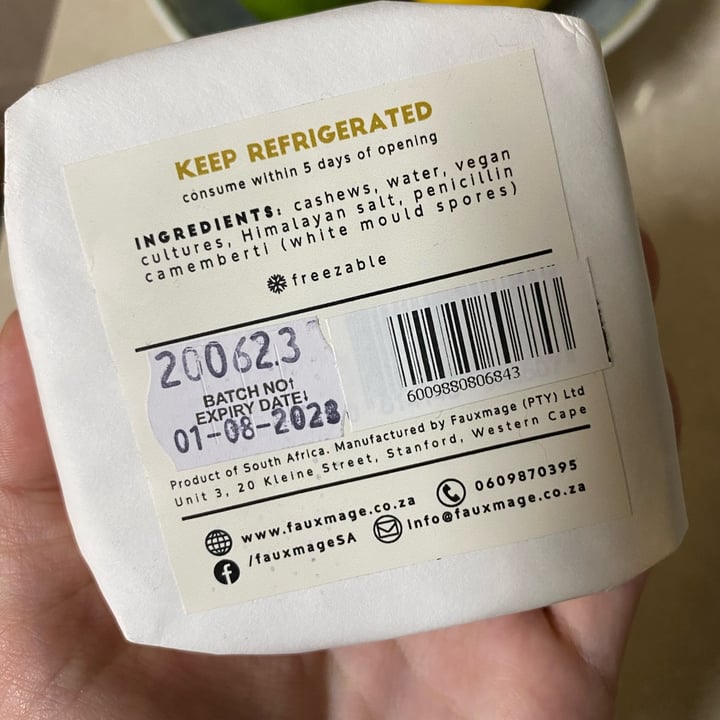 KEEP REFRIGERATED
consume within 5 days of opening
INGREDIENTS: cashews, water, vegan
cultures, Himalayan salt, penicillin
camemberti (white mould spores)
freezable
200623
BATCH NO↑
EXPIRY DATE↓
01-08-2023
6009880806843
Product of South Africa. Manufactured by Fauxmage (PTY) Ltd
Unit 3, 20 Kleine Street, Stanford, Western Cape
www.fauxmage.co.za 0609870395
/fauxmageSA Info@fauxmage.co.za